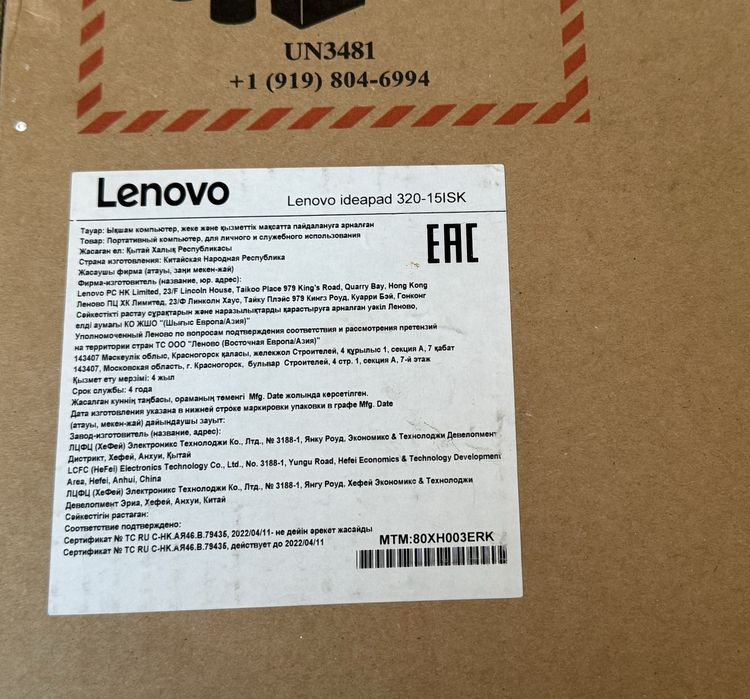 UN3481
+1 (919) 804-6994
Lenovo
Lenovo ideapad 320-15ISK
EAC
Тауар: Ықшам компьютер, жеке және қызметтік мақсатта пайдалануға арналған
Товар: Портативный компьютер, для личного и служебного использования
Жасаған ел: Қытай Халық Республикасы
Страна изготовления: Китайская Народная Республика
Жасаушы фирма (атауы, заңи мекен-жай)
Фирма-изготовитель (название, юр. адрес):
Lenovo PC HK Limited, 23/F Lincoln House, Taikoo Place 979 King's Road, Quarry Bay, Hong Kong
Леново ПЦ ХК Лимитед, 23/Ф Линколн Хаус, Тайку Плэйс 979 Кингз Роуд, Куарри Бэй, Гонконг
Сәйкестікті растау сұрақтарын және наразылықтарды қарастыруға арналған уәкіл Леново,
елді аумағы КО ЖШО "(Шығыс Европа/Азия)"
Уполномоченный Леново по вопросам подтверждения соответствия и рассмотрения претензий
на территории стран ТС ООО "Леново (Восточная Европа/Азия)"
143407 Мәскеулік облыс, Красногорск қаласы, желекжол Строителей, 4 құрылыс 1, секция А, 7 қабат
143407, Московская область, г. Красногорск, бульвар Строителей, 4 стр. 1, секция А, 7-й этаж
Қызмет ету мерзімі: 4 жыл
Срок службы: 4 года
Жасалған куннің таңбасы, ораманың төменгі Mfg. Date жолында көрсетілген.
Дата изготовления указана в нижней строке маркировки упаковки в графе Mfg. Date
(атауы, мекен-жай) дайындаушы зауыт:
Завод-изготовитель (название, адрес):
ЛЦФЦ (ХеФей) Электроникс Технолоджи Ко., Лтд., № 3188-1, Янку Роуд, Экономикс & Технолоджи Девелопмент
Дистрикт, Хефей, Анхуи, Қытай
LCFC (HeFei) Electronics Technology Co., Ltd., No. 3188-1, Yungu Road, Hefei Economics & Technology Development
Area, Hefei, Anhui, China
ЛЦФЦ (ХеФей) Электроникс Технолоджи Ко., Лтд., № 3188-1, Янгу Роуд, Хефей Экономикс & Технолоджи
Девелопмент Эриа, Хефей, Анхуи, Китай
Сәйкестігін растаған:
Соответствие подтверждено:
Сертификат № ТС RU C-HK.АЯ46.В.79435, 2022/04/11- не дейін әрекет жасайды
Сертификат № ТС RU C-HK.АЯ46.В.79435, действует до 2022/04/11
MTM:80XH003ERK